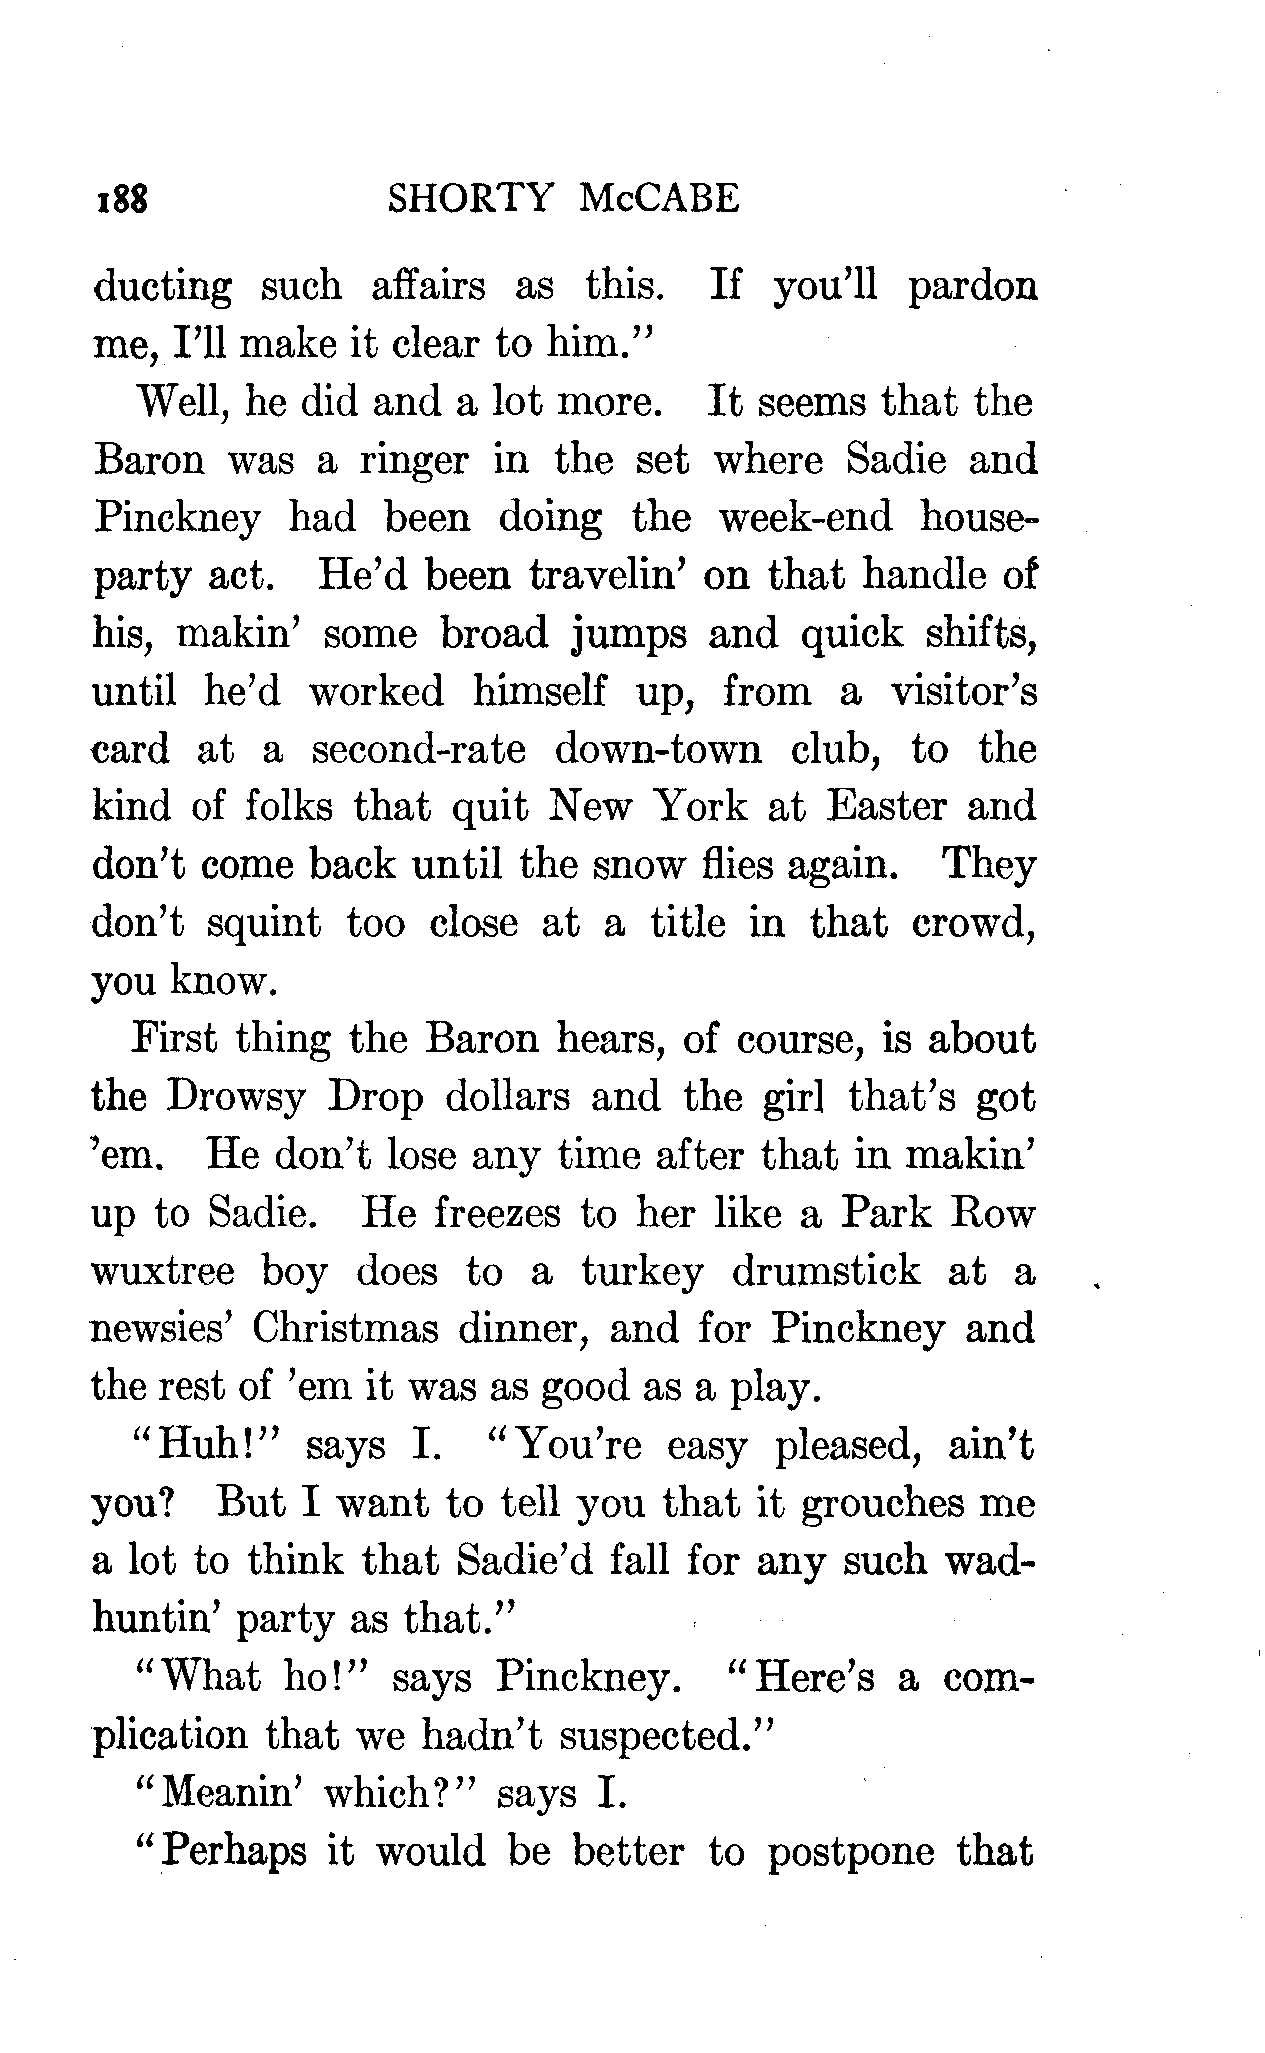 188 SHORTY McCABE
ducting such affairs as this. If you'll pardon
me, I'll make it clear to him."
Well, he did and a lot more. It seems that the
Baron was a ringer in the set where Sadie and
Pinckney had been doing the week-end house-
party act. He'd been travelin' on that handle of
his, makin' some broad jumps and quick shifts,
until he'd worked himself up, from a visitor's
card at a second-rate down-town club, to the
kind of folks that quit New York at Easter and
don't come back until the snow flies again. They
don't squint too close at a title in that crowd,
you know.
First thing the Baron hears, of course, is about
the Drowsy Drop dollars and the girl that's got
'em. He don't lose any time after that in makin'
up to Sadie. He freezes to her like a Park Row
wuxtree boy does to a turkey drumstick at a
newsies' Christmas dinner, and for Pinckney and
the rest of 'em it was as good as a play.
"Huh!" says I. "You're easy pleased, ain't
you? But I want to tell you that it grouches me
a lot to think that Sadie'd fall for any such wad-
huntin' party as that."
"What ho!" says Pinckney. "Here's a com-
plication that we hadn't suspected."
"Meanin' which?" says I.
"Perhaps it would be better to postpone that